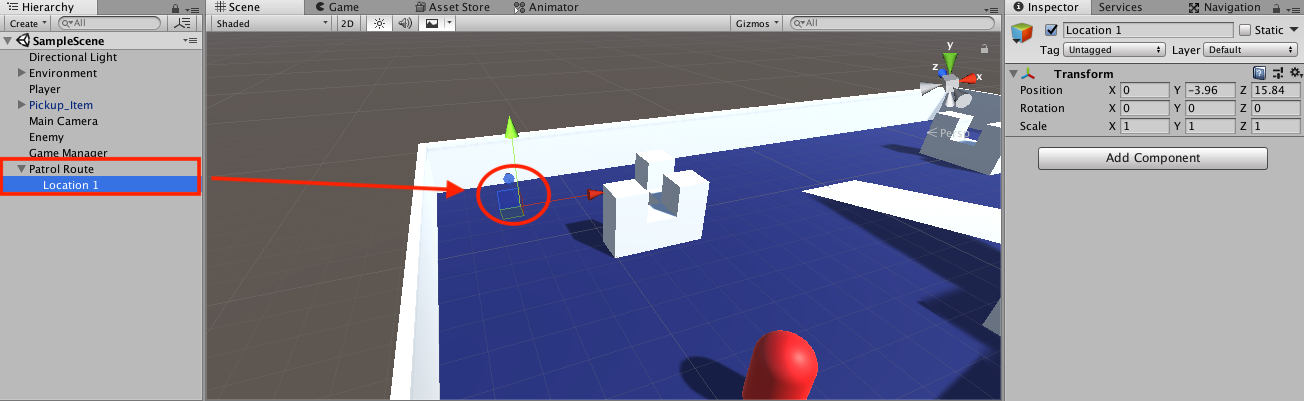 Hierarchy
Create
All
SampleScene
Directional Light
Environment
Player
Pickup_Item
Main Camera
Enemy
Game Manager
Patrol Route
Location 1
Scene Game Asset Store Animator
Shaded 2D Gizmos All
y
z
x
Persp
Inspector Services Navigation
Location 1 Static
Tag Untagged Layer Default
Transform
Position X 0 Y -3.96 Z 15.84
Rotation X 0 Y 0 Z 0
Scale X 1 Y 1 Z 1
Add Component